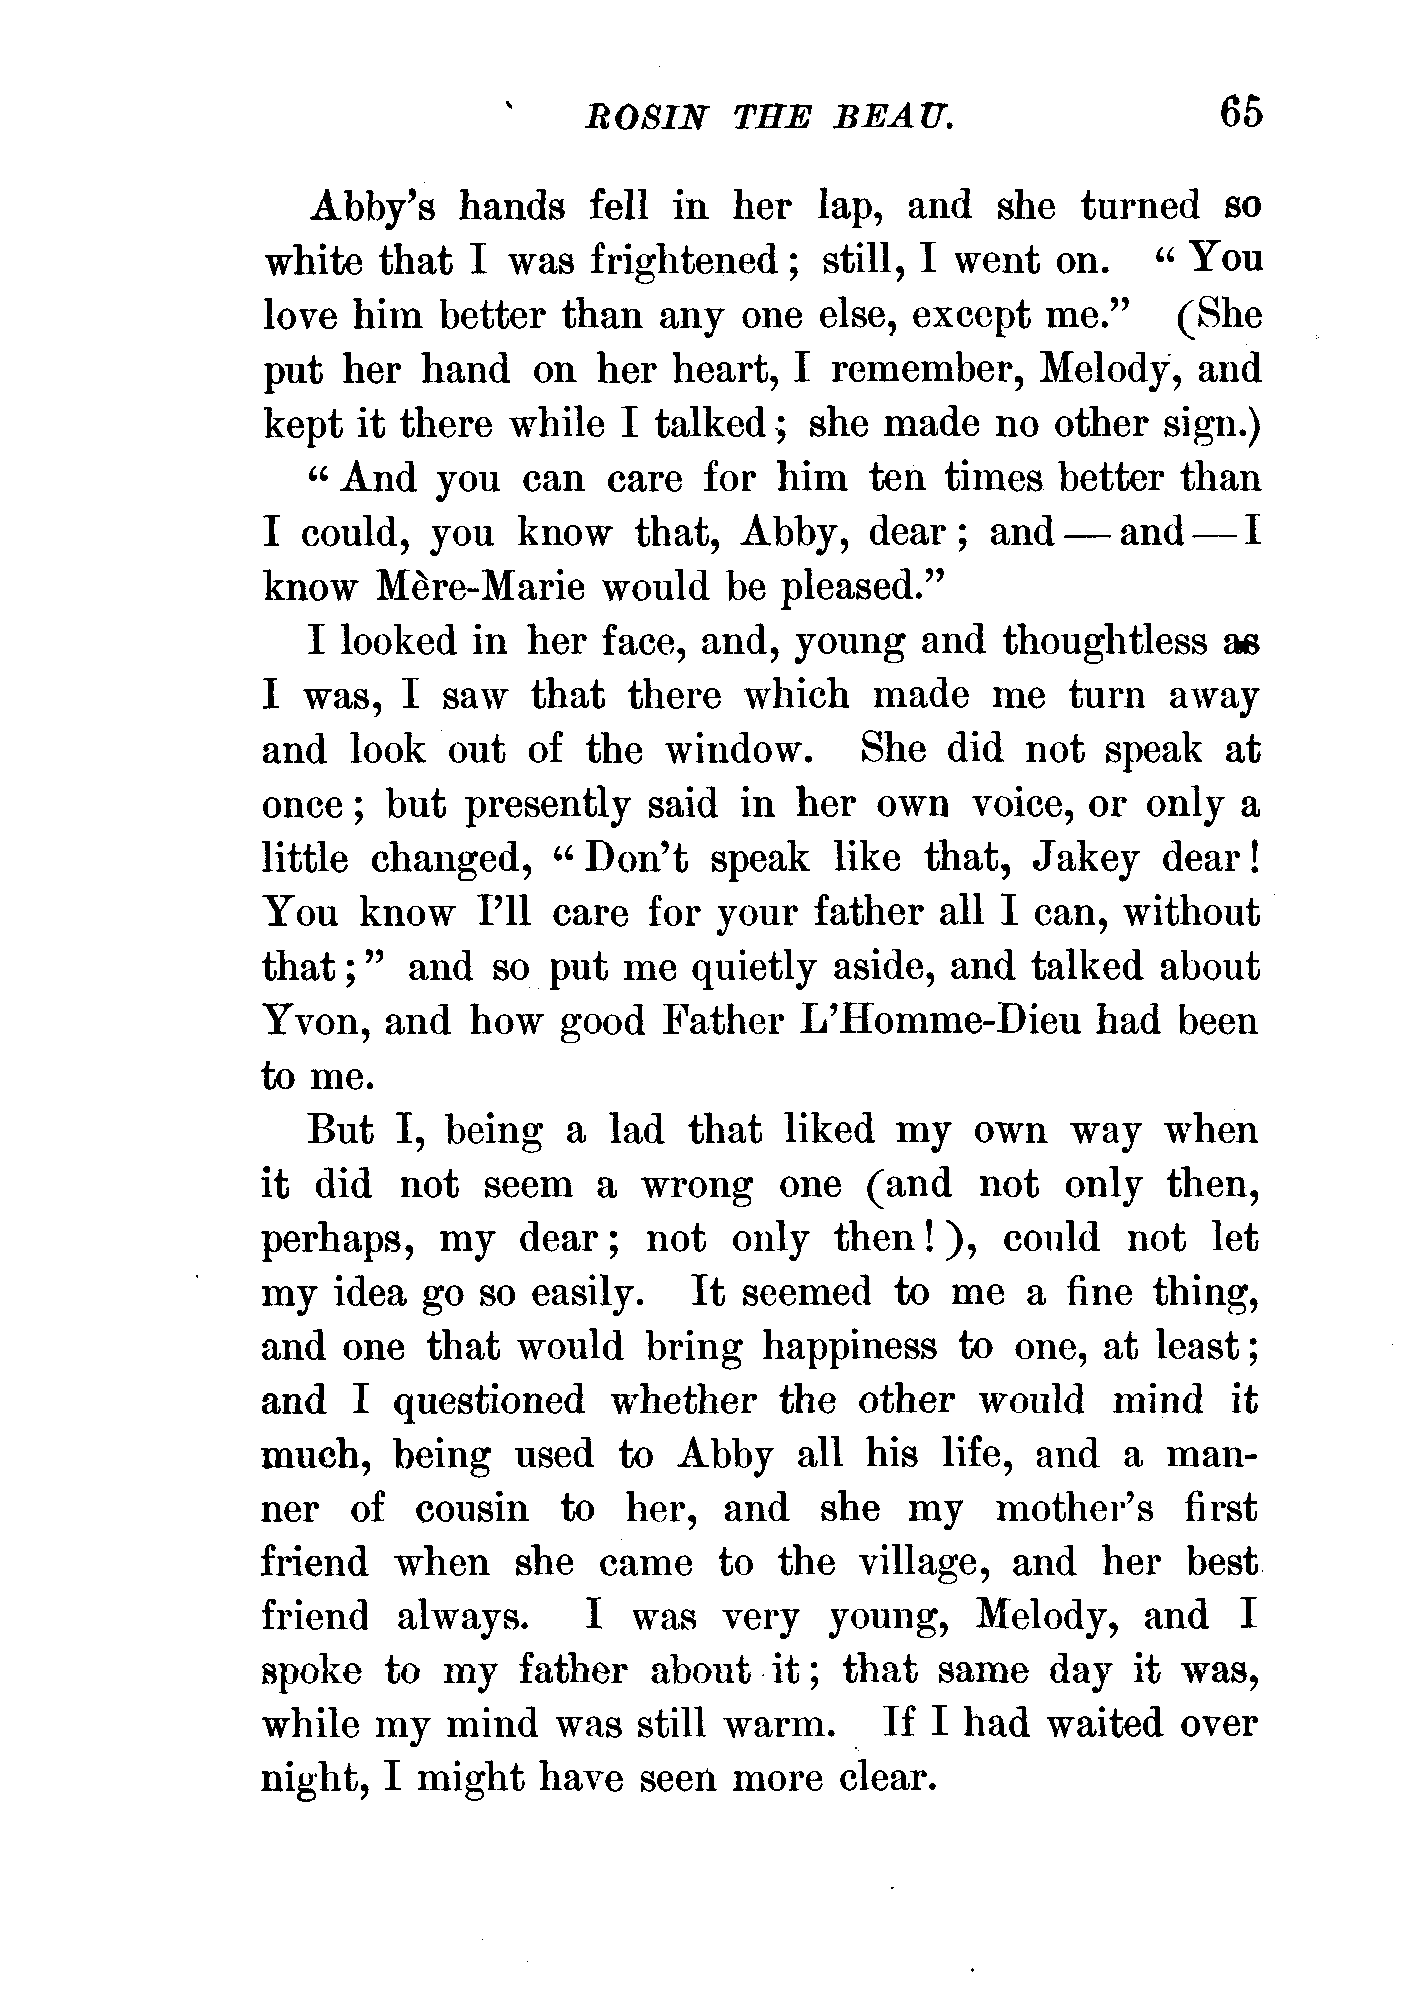 ROSIN THE BEAU. 65
Abby's hands fell in her lap, and she turned so
white that I was frightened; still, I went on. "You
love him better than any one else, except me." (She
put her hand on her heart, I remember, Melody, and
kept it there while I talked; she made no other sign.)
"And you can care for him ten times better than
I could, you know that, Abby, dear; and — and — I
know Mère-Marie would be pleased."
I looked in her face, and, young and thoughtless as
I was, I saw that there which made me turn away
and look out of the window. She did not speak at
once; but presently said in her own voice, or only a
little changed, "Don't speak like that, Jakey dear!
You know I'll care for your father all I can, without
that;" and so put me quietly aside, and talked about
Yvon, and how good Father L'Homme-Dieu had been
to me.
But I, being a lad that liked my own way when
it did not seem a wrong one (and not only then,
perhaps, my dear; not only then!), could not let
my idea go so easily. It seemed to me a fine thing,
and one that would bring happiness to one, at least;
and I questioned whether the other would mind it
much, being used to Abby all his life, and a man-
ner of cousin to her, and she my mother's first
friend when she came to the village, and her best
friend always. I was very young, Melody, and I
spoke to my father about it; that same day it was,
while my mind was still warm. If I had waited over
night, I might have seen more clear.